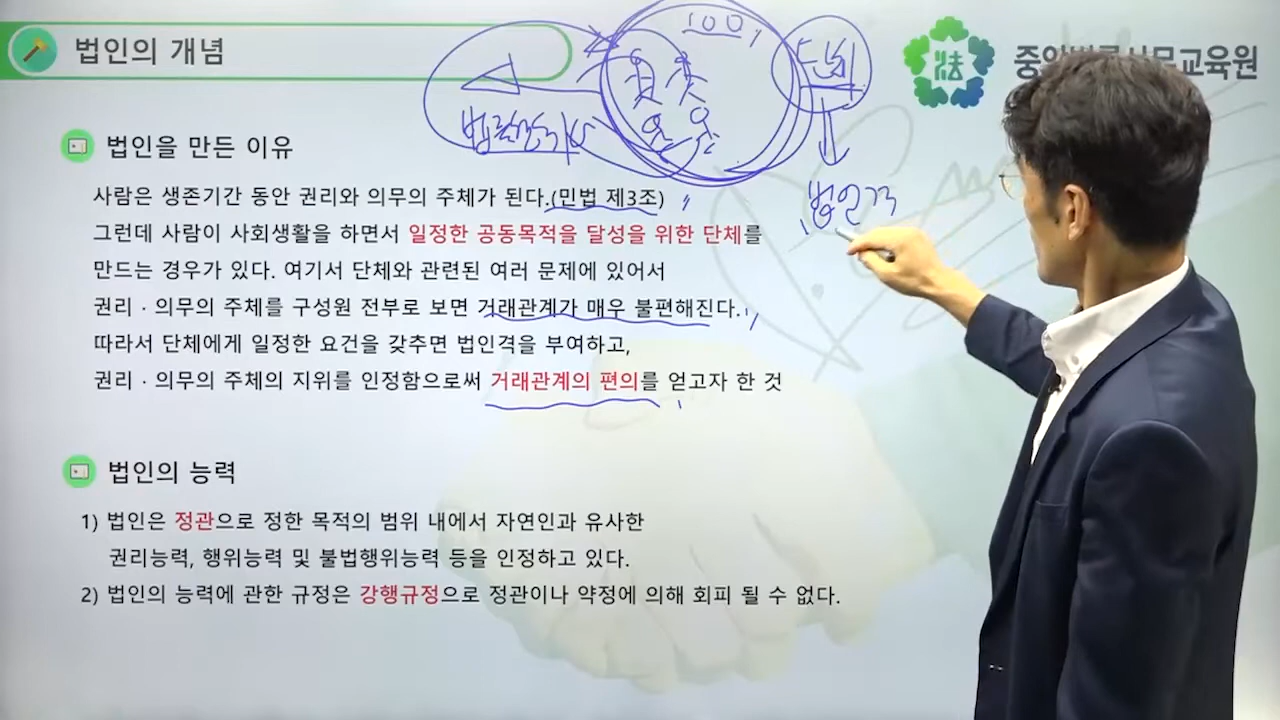 법인의 개념
100,
단체
법률관계
법인격
법인을 만든 이유
사람은 생존기간 동안 권리와 의무의 주체가 된다.(민법 제3조)
그런데 사람이 사회생활을 하면서 일정한 공동목적을 달성을 위한 단체를
만드는 경우가 있다. 여기서 단체와 관련된 여러 문제에 있어서
권리 · 의무의 주체를 구성원 전부로 보면 거래관계가 매우 불편해진다.
따라서 단체에게 일정한 요건을 갖추면 법인격을 부여하고,
권리 · 의무의 주체의 지위를 인정함으로써 거래관계의 편의를 얻고자 한 것
법인의 능력
1) 법인은 정관으로 정한 목적의 범위 내에서 자연인과 유사한
권리능력, 행위능력 및 불법행위능력 등을 인정하고 있다.
2) 법인의 능력에 관한 규정은 강행규정으로 정관이나 약정에 의해 회피 될 수 없다.